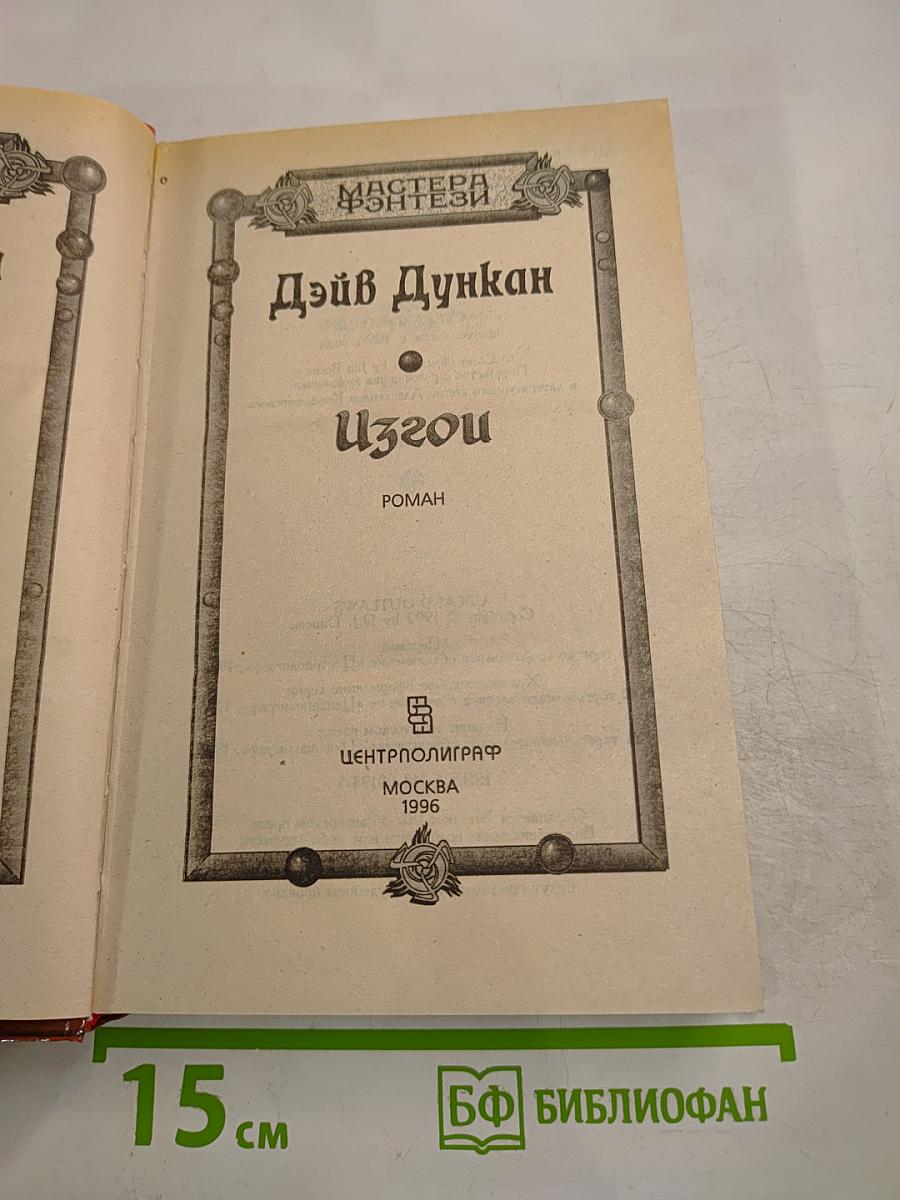 МАСТЕРА
ФЭНТЕЗИ
Дэйв Дункан
Изгои
РОМАН
ЦЕНТРПОЛИГРАФ
МОСКВА
1996
15 см
БФ БИБЛИОФАН